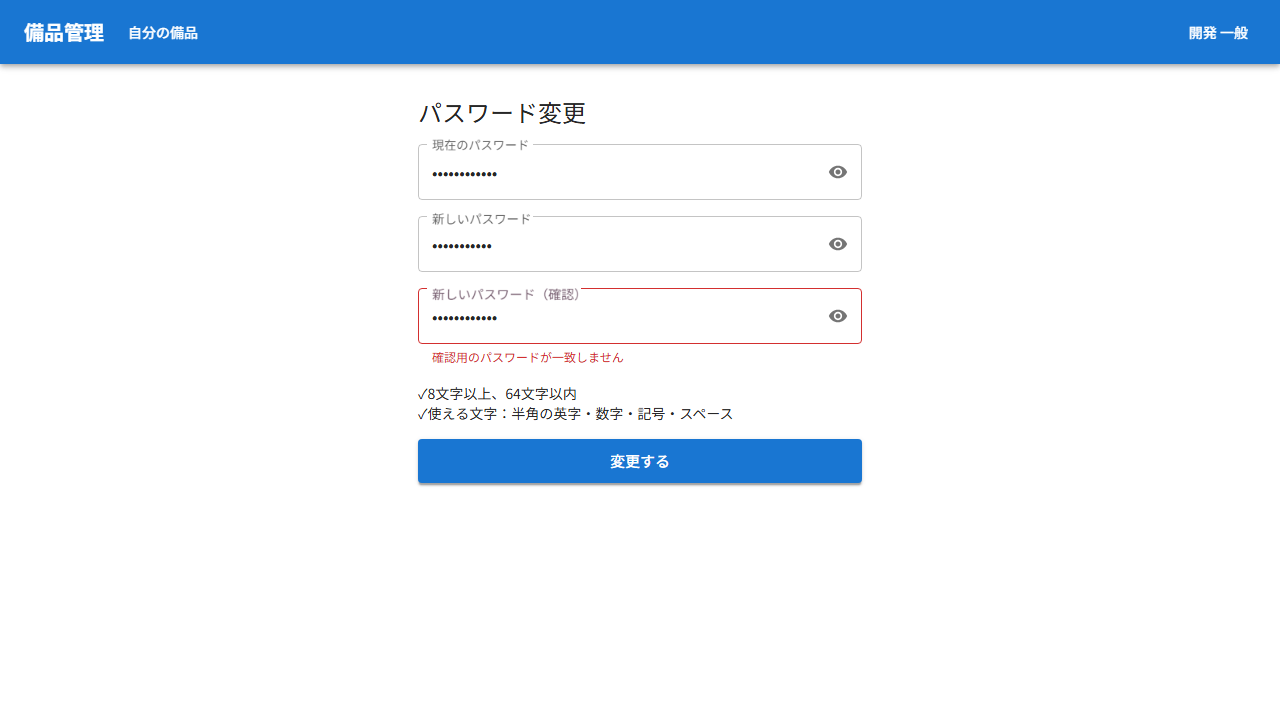 備品管理
自分の備品
開発 一般
パスワード変更
現在のパスワード
••••••••••••
新しいパスワード
•••••••••••
新しいパスワード（確認）
••••••••••••
確認用のパスワードが一致しません
✓8文字以上、64文字以内
✓使える文字：半角の英字・数字・記号・スペース
変更する